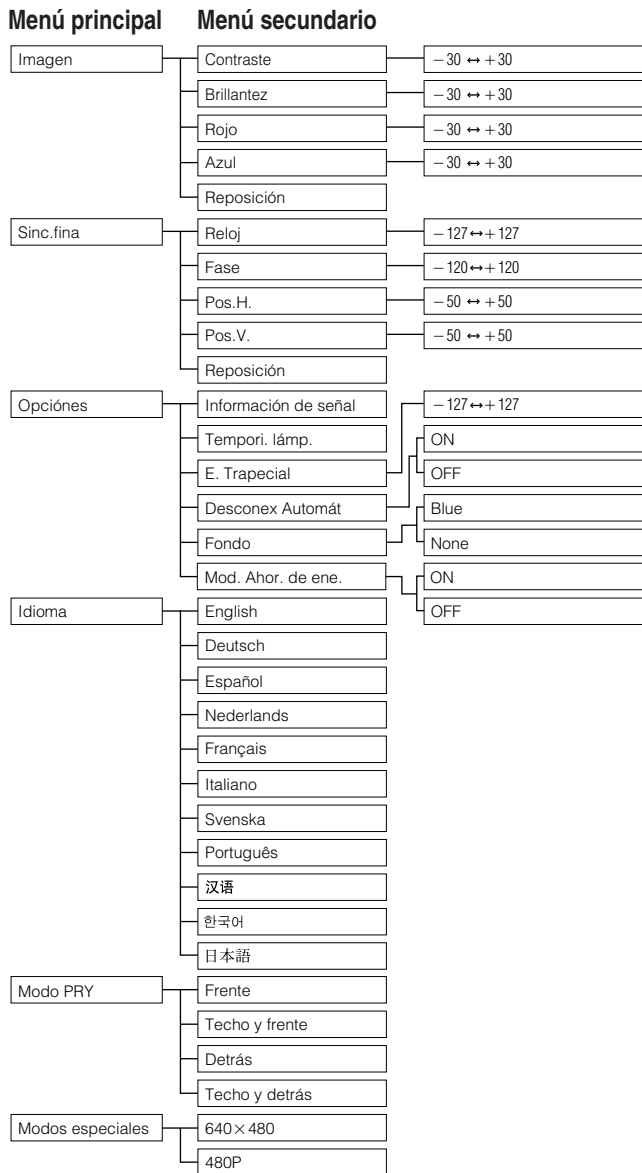 Menú principal Menú secundario
Imagen Contraste −30 ↔ +30
Brillantez −30 ↔ +30
Rojo −30 ↔ +30
Azul −30 ↔ +30
Reposición
Sinc.fina Reloj −127↔+127
Fase −120↔+120
Pos.H. −50 ↔ +50
Pos.V. −50 ↔ +50
Reposición
Opciónes Información de señal −127↔+127
Tempori. lámp. ON
E. Trapecial OFF
Desconex Automát Blue
Fondo None
Mod. Ahor. de ene. ON
Idioma English OFF
Deutsch
Español
Nederlands
Français
Italiano
Svenska
Português
汉语
한국어
日本語
Modo PRY Frente
Techo y frente
Detrás
Techo y detrás
Modos especiales 640×480
480P